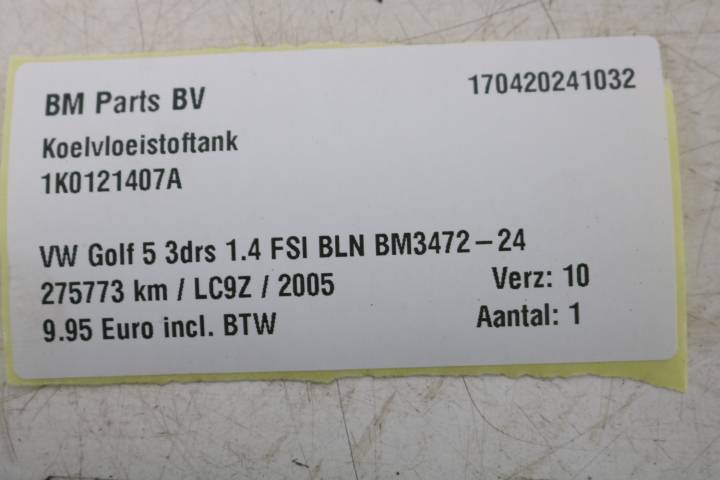 BM Parts BV 170420241032
Koelvloeistoftank
1K0121407A
VW Golf 5 3drs 1.4 FSI BLN BM3472-24
275773 km / LC9Z / 2005 Verz: 10
9.95 Euro incl. BTW Aantal: 1